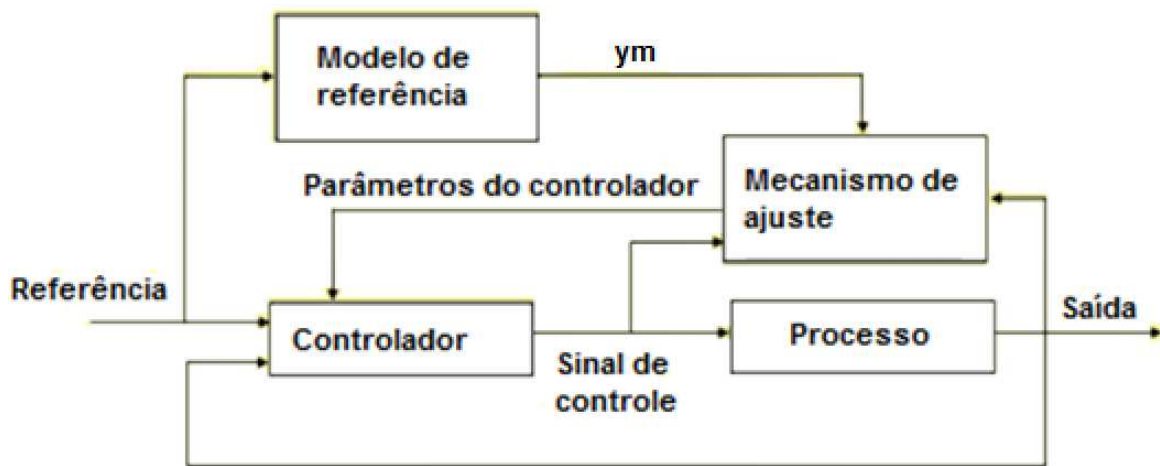 Modelo de
referência
ym
Parâmetros do controlador
Mecanismo de
ajuste
Referência
Controlador
Sinal de
controle
Processo
Saída